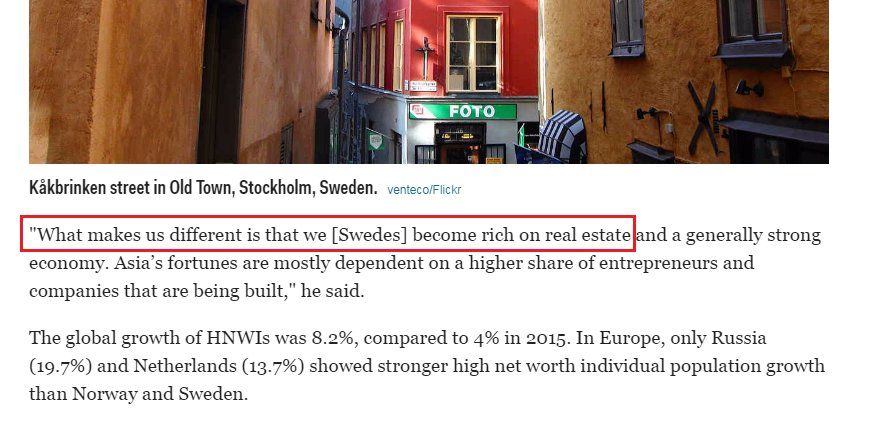 FOTO
Kåkbrinken street in Old Town, Stockholm, Sweden. venteco/Flickr
"What makes us different is that we [Swedes] become rich on real estate and a generally strong
economy. Asia’s fortunes are mostly dependent on a higher share of entrepreneurs and
companies that are being built," he said.
The global growth of HNWIs was 8.2%, compared to 4% in 2015. In Europe, only Russia
(19.7%) and Netherlands (13.7%) showed stronger high net worth individual population growth
than Norway and Sweden.